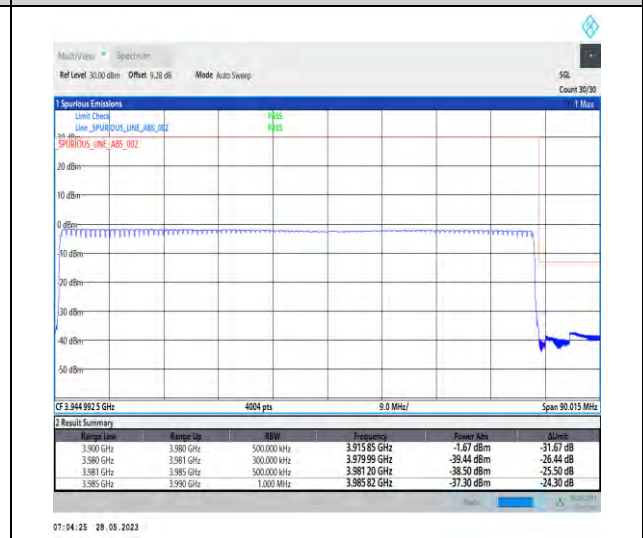 MultiView Spectrum
Ref Level 30.00 dBm Offset 9.28 dB Mode Auto Sweep SGL
Count 30/30
1 Spurious Emissions 1 Max
Limit Check PASS
Line _SPURIOUS_LINE_ABS_002 PASS
30 dBm
_SPURIOUS_LINE_ABS_002
20 dBm
10 dBm
0 dBm
-10 dBm
-20 dBm
-30 dBm
-40 dBm
-50 dBm
CF 3.944 992 5 GHz 4004 pts 9.0 MHz/ Span 90.015 MHz
2 Result Summary
Range Low Range Up RBW Frequency Power Abs ΔLimit
3.900 GHz 3.980 GHz 500.000 kHz 3.915 85 GHz -1.67 dBm -31.67 dB
3.980 GHz 3.981 GHz 300.000 kHz 3.979 99 GHz -39.44 dBm -26.44 dB
3.981 GHz 3.985 GHz 500.000 kHz 3.981 20 GHz -38.50 dBm -25.50 dB
3.985 GHz 3.990 GHz 1.000 MHz 3.985 82 GHz -37.30 dBm -24.30 dB
07:04:25 28.05.2023